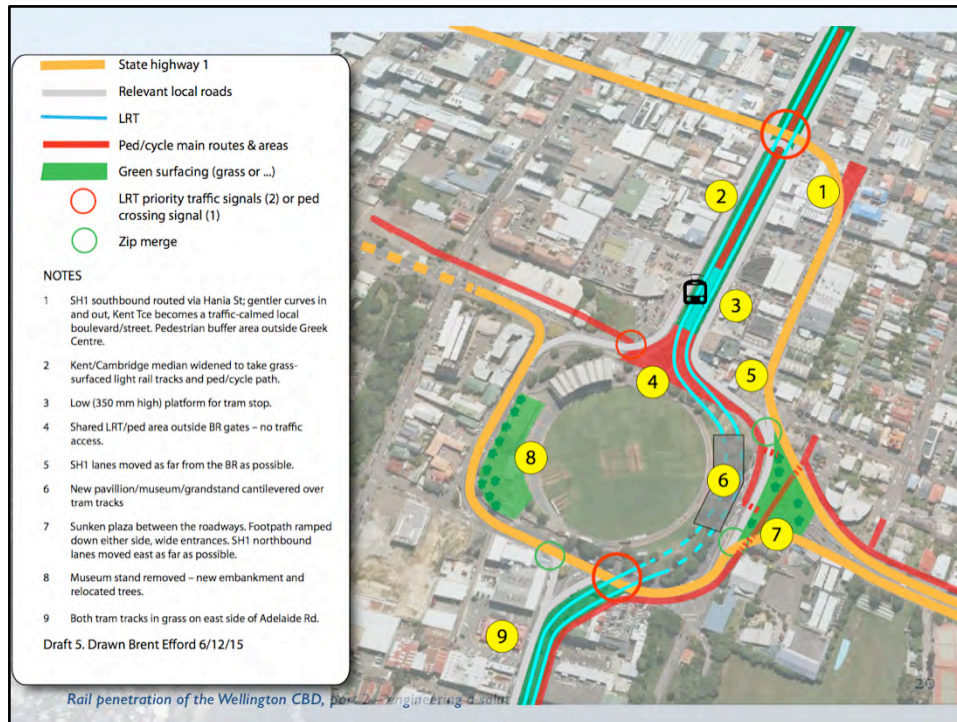 State highway 1
Relevant local roads
LRT
Ped/cycle main routes & areas
Green surfacing (grass or ...)
LRT priority traffic signals (2) or ped
crossing signal (1)
Zip merge
NOTES
1 SH1 southbound routed via Hania St; gentler curves in
and out, Kent Tce becomes a traffic-calmed local
boulevard/street. Pedestrian buffer area outside Greek
Centre.
2 Kent/Cambridge median widened to take grass-
surfaced light rail tracks and ped/cycle path.
3 Low (350 mm high) platform for tram stop.
4 Shared LRT/ped area outside BR gates – no traffic
access.
5 SH1 lanes moved as far from the BR as possible.
6 New pavillion/museum/grandstand cantilevered over
tram tracks
7 Sunken plaza between the roadways. Footpath ramped
down either side, wide entrances. SH1 northbound
lanes moved east as far as possible.
8 Museum stand removed – new embankment and
relocated trees.
9 Both tram tracks in grass on east side of Adelaide Rd.
Draft 5. Drawn Brent Efford 6/12/15
1
2
3
4
5
6
7
8
9
Rail penetration of the Wellington CBD, part 2 – engineering a solut
20